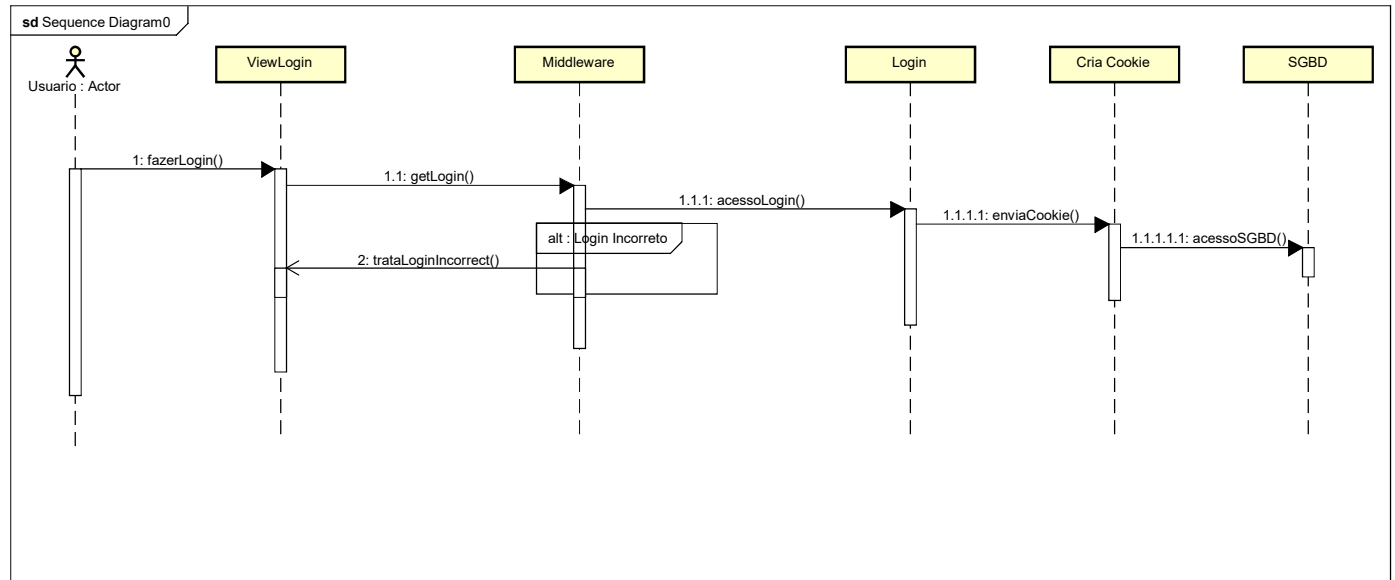 sd Sequence Diagram0
Usuario : Actor
ViewLogin
Middleware
Login
Cria Cookie
SGBD
1: fazerLogin()
1.1: getLogin()
1.1.1: acessoLogin()
1.1.1.1: enviaCookie()
1.1.1.1.1: acessoSGBD()
alt : Login Incorreto
2: trataLoginIncorrect()